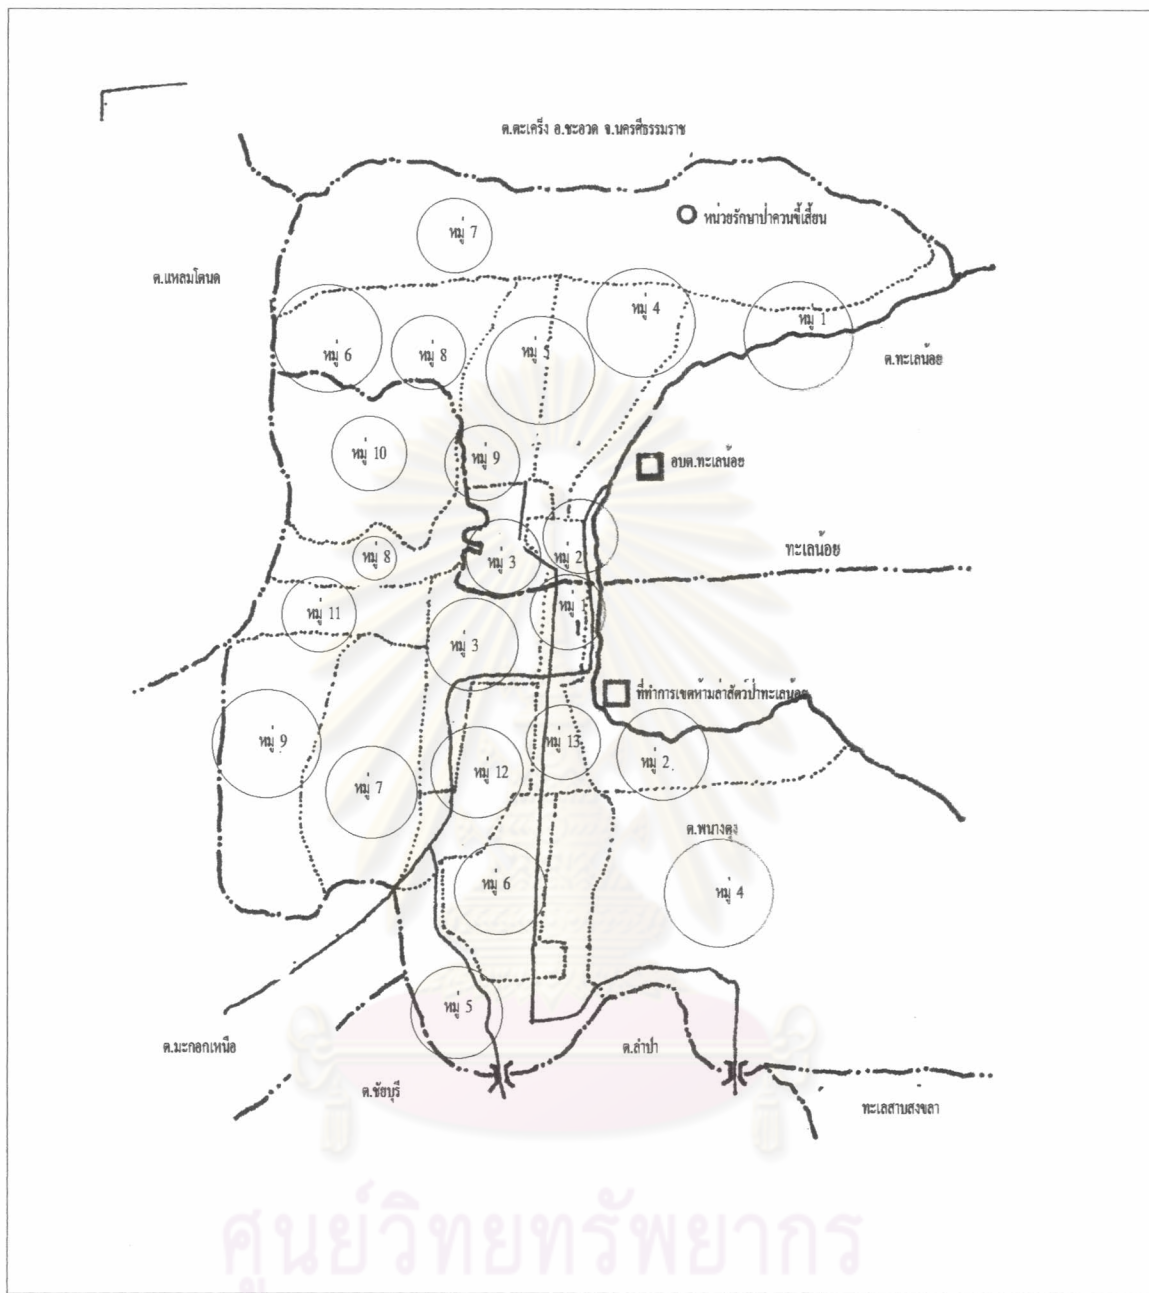 ต.ตะเคร็ง อ.ชะอวด จ.นครศรีธรรมราช
หน่วยรักษาป่าควนขี้เสี้ยน
หมู่ 7
ต.แหลมโตนด
หมู่ 4
หมู่ 1
หมู่ 6
หมู่ 8
หมู่ 5
ต.ทะเลน้อย
หมู่ 10
หมู่ 9
อบต.ทะเลน้อย
หมู่ 8
หมู่ 3
หมู่ 2
ทะเลน้อย
หมู่ 11
หมู่ 1
หมู่ 3
ที่ทำการเขตห้ามล่าสัตว์ป่าทะเลน้อย
หมู่ 9
หมู่ 13
หมู่ 2
หมู่ 7
หมู่ 12
ต.พนางตุง
หมู่ 6
หมู่ 4
หมู่ 5
ต.มะกอกเหนือ
ต.ลำปำ
ต.ชัยบุรี
ทะเลสาบสงขลา
ศูนย์วิทยทรัพยากร